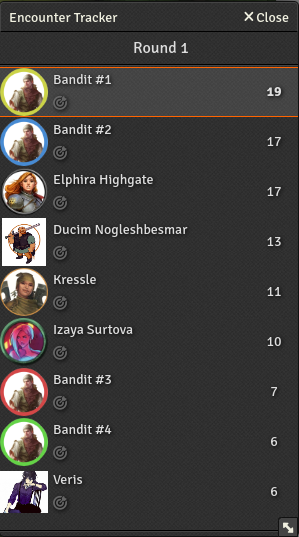 Encounter Tracker
Close
Round 1
Bandit #1 19
Bandit #2 17
Elphira Highgate 17
Ducim Nogleshbesmar 13
Kressle 11
Izaya Surtova 10
Bandit #3 7
Bandit #4 6
Veris 6